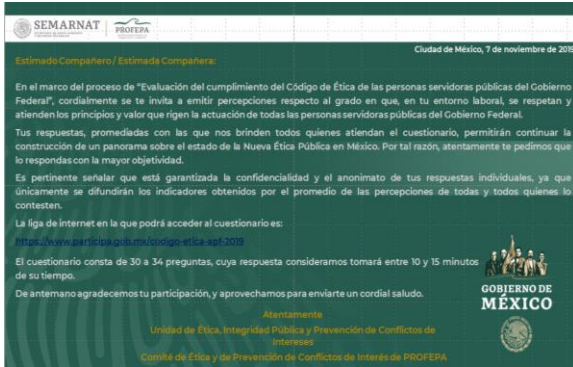 SEMARNAT
PROFEPA
Ciudad de México, 7 de noviembre de 2019
Estimado Compañero / Estimada Compañera:
En el marco del proceso de “Evaluación del cumplimiento del Código de Ética de las personas servidoras públicas del Gobierno
Federal”, cordialmente se te invita a emitir percepciones respecto al grado en que, en tu entorno laboral, se respetan y
atienden los principios y valor que rigen la actuación de todas las personas servidoras públicas del Gobierno Federal.
Tus respuestas, promediadas con las que nos brinden todos quienes atiendan el cuestionario, permitirán continuar la
construcción de un panorama sobre el estado de la Nueva Ética Pública en México. Por tal razón, atentamente te pedimos que
lo respondas con la mayor objetividad.
Es pertinente señalar que está garantizada la confidencialidad y el anonimato de tus respuestas individuales, ya que
únicamente se difundirán los indicadores obtenidos por el promedio de las percepciones de todas y todos quienes lo
contesten.
La liga de internet en la que podrá acceder al cuestionario es:
https://www.participa.gob.mx/codigo-etica-apf-2019
El cuestionario consta de 30 a 34 preguntas, cuya respuesta consideramos tomará entre 10 y 15 minutos
de su tiempo.
De antemano agradecemos tu participación, y aprovechamos para enviarte un cordial saludo.
GOBIERNO DE
MÉXICO
Atentamente
Unidad de Ética, Integridad Pública y Prevención de Conflictos de
Intereses
Comité de Ética y de Prevención de Conflictos de Interés de PROFEPA